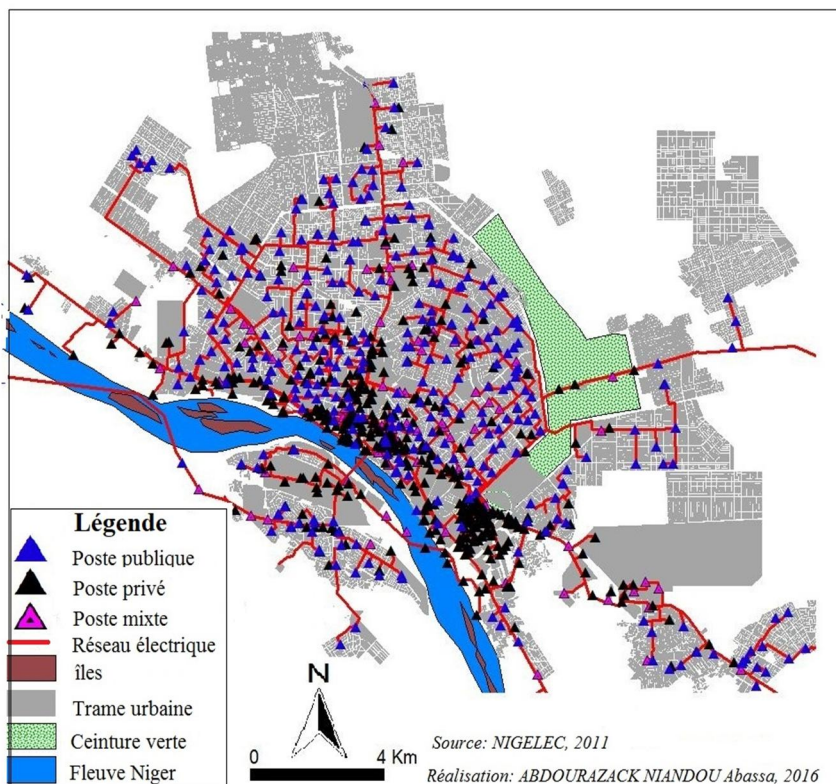 Légende
Poste publique
Poste privé
Poste mixte
Réseau électrique
îles
Trame urbaine
Ceinture verte
Fleuve Niger
N
0 4 Km
Source: NIGELEC, 2011
Réalisation: ABDOURAZACK NIANDOU Abassa, 2016